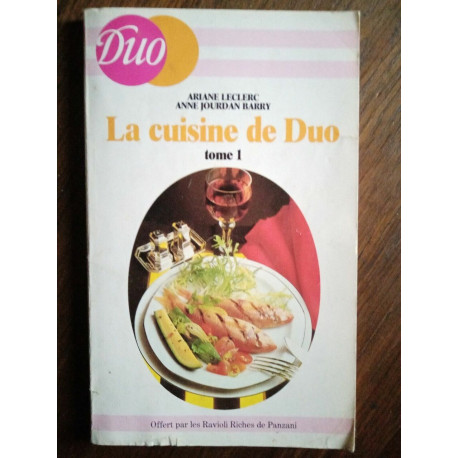 Duo
ARIANE LECLERC
ANNE JOURDAN BARRY
La cuisine de Duo
tome 1
Offert par les Ravioli Riches de Panzani